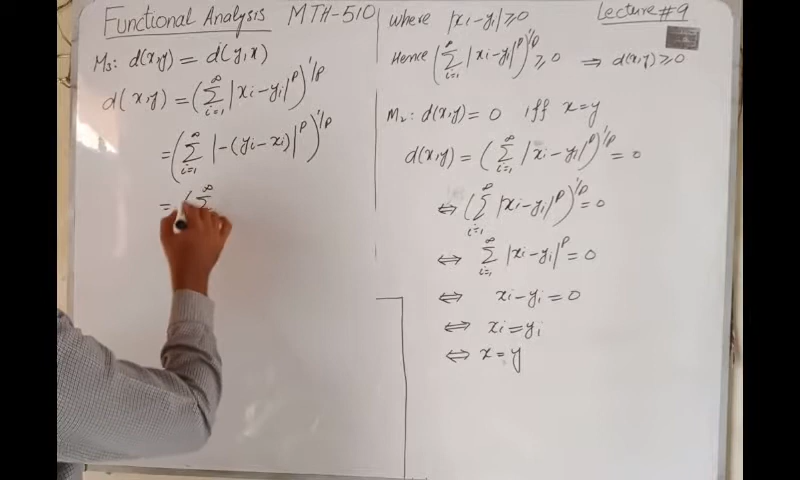 Functional Analysis MTH-510
M₃: d(x,y) = d(y,x)
d(x,y) = (∑_{i=1}^∞ |xi-yi|^p)^{1/p}
= (∑_{i=1}^∞ |-(yi-xi)|^p)^{1/p}
= (∑^∞
Lecture #9
where |xi-yi| ≥ 0
Hence (∑_{i=1}^∞ |xi-yi|^p)^{1/p} ≥ 0 ⇒ d(x,y) ≥ 0
M₂: d(x,y) = 0 iff x=y
d(x,y) = (∑_{i=1}^∞ |xi-yi|^p)^{1/p} = 0
⇔ (∑_{i=1}^∞ |xi-yi|^p)^{1/p} = 0
⇔ ∑_{i=1}^∞ |xi-yi|^p = 0
⇔ xi-yi = 0
⇔ xi = yi
⇔ x = y